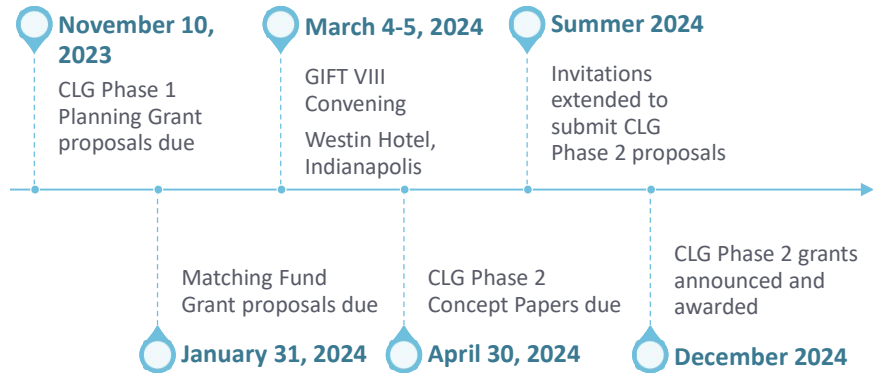 November 10,
2023
CLG Phase 1
Planning Grant
proposals due
March 4-5, 2024
GIFT VIII
Convening
Westin Hotel,
Indianapolis
Summer 2024
Invitations
extended to
submit CLG
Phase 2 proposals
Matching Fund
Grant proposals due
January 31, 2024
CLG Phase 2
Concept Papers due
April 30, 2024
CLG Phase 2 grants
announced and
awarded
December 2024